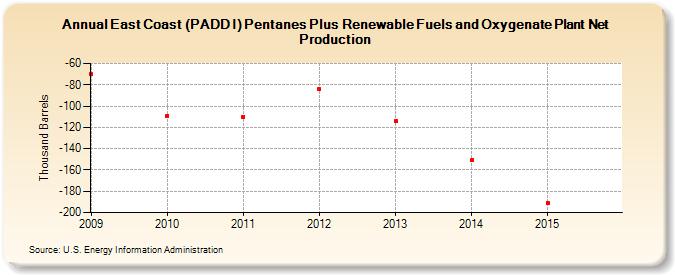 Annual East Coast (PADD I) Pentanes Plus Renewable Fuels and Oxygenate Plant Net
Production
Thousand Barrels
-60
-80
-100
-120
-140
-160
-180
-200
2009 2010 2011 2012 2013 2014 2015
Source: U.S. Energy Information Administration